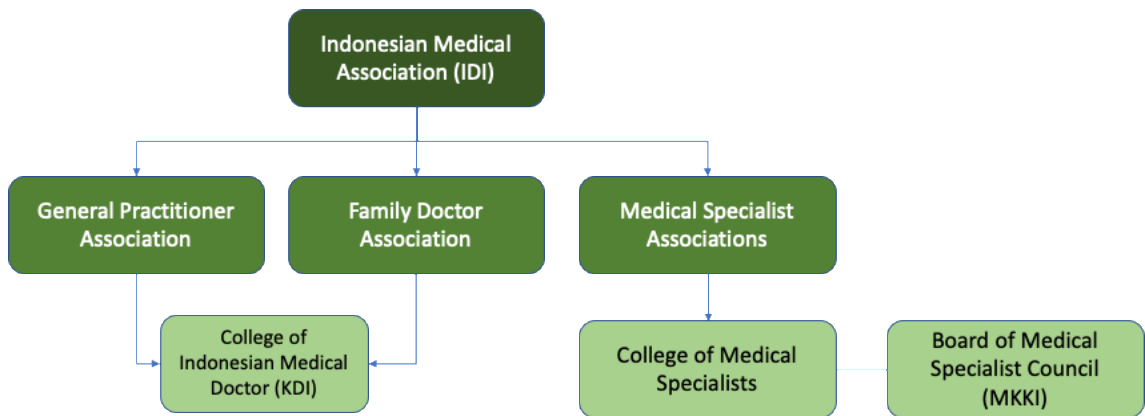 Indonesian Medical
Association (IDI)
General Practitioner
Association
Family Doctor
Association
Medical Specialist
Associations
College of
Indonesian Medical
Doctor (KDI)
College of Medical
Specialists
Board of Medical
Specialist Council
(MKKI)